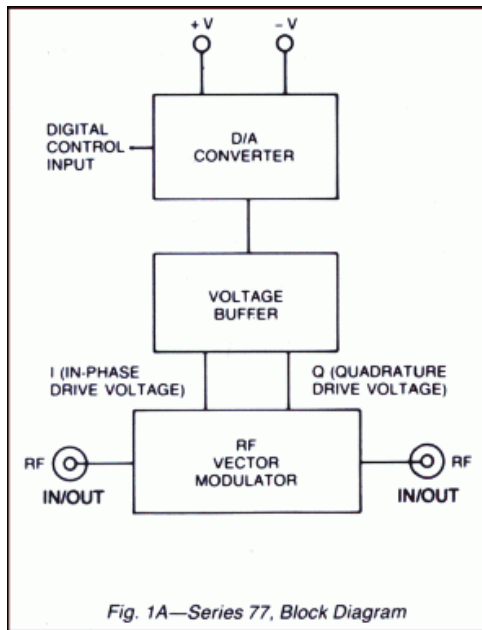 + V
− V
DIGITAL
CONTROL
INPUT
D/A
CONVERTER
VOLTAGE
BUFFER
I (IN-PHASE
DRIVE VOLTAGE)
Q (QUADRATURE
DRIVE VOLTAGE)
RF
IN/OUT
RF
VECTOR
MODULATOR
RF
IN/OUT
Fig. 1A—Series 77, Block Diagram